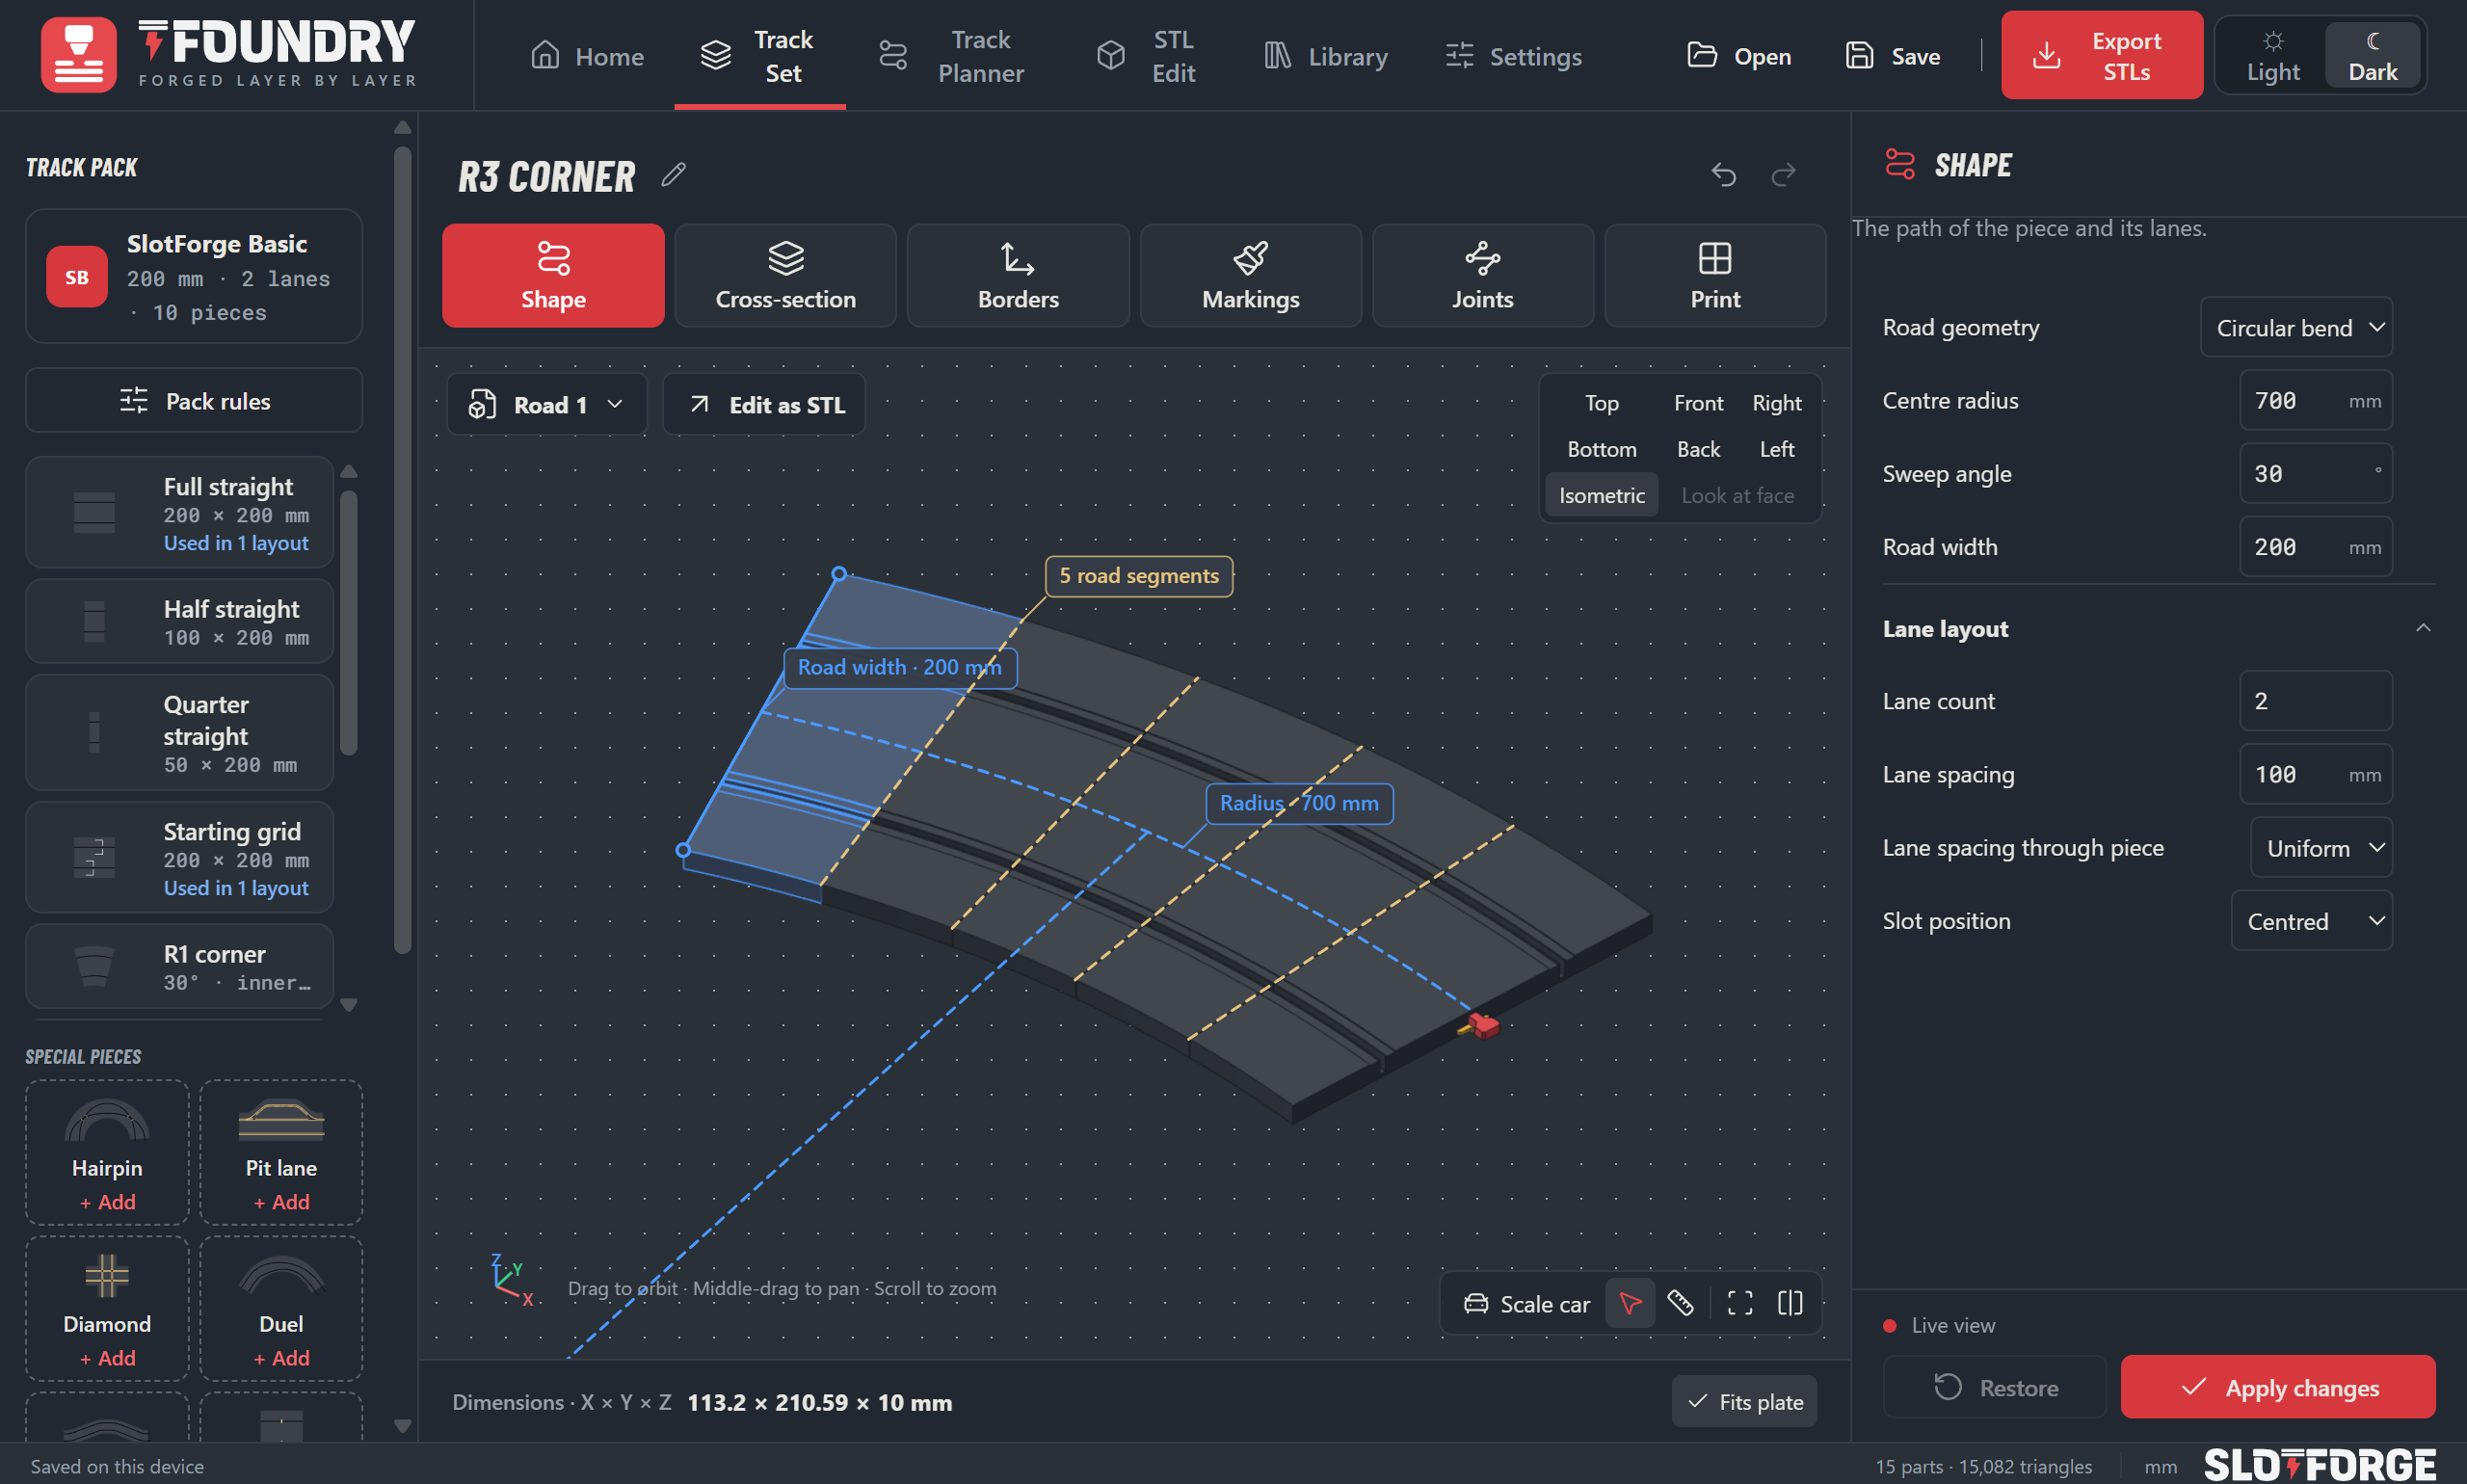 FOUNDRY
FORGED LAYER BY LAYER
Home
Track Set
Track Planner
STL Edit
Library
Settings
Open
Save
Export STLs
Light
Dark
TRACK PACK
SB
SlotForge Basic
200 mm · 2 lanes
· 10 pieces
Pack rules
Full straight
200 × 200 mm
Used in 1 layout
Half straight
100 × 200 mm
Quarter
straight
50 × 200 mm
Starting grid
200 × 200 mm
Used in 1 layout
R1 corner
30° · inner…
SPECIAL PIECES
Hairpin
+ Add
Pit lane
+ Add
Diamond
+ Add
Duel
+ Add
R3 CORNER
Shape
Cross-section
Borders
Markings
Joints
Print
Road 1
Edit as STL
Top
Front
Right
Bottom
Back
Left
Isometric
Look at face
5 road segments
Road width · 200 mm
Radius · 700 mm
Z
Y
X
Drag to orbit · Middle-drag to pan · Scroll to zoom
Scale car
Dimensions · X × Y × Z 113.2 × 210.59 × 10 mm
Fits plate
SHAPE
The path of the piece and its lanes.
Road geometry
Circular bend
Centre radius
700 mm
Sweep angle
30 °
Road width
200 mm
Lane layout
Lane count
2
Lane spacing
100 mm
Lane spacing through piece
Uniform
Slot position
Centred
Live view
Restore
Apply changes
Saved on this device
15 parts · 15,082 triangles
mm
SLOTFORGE